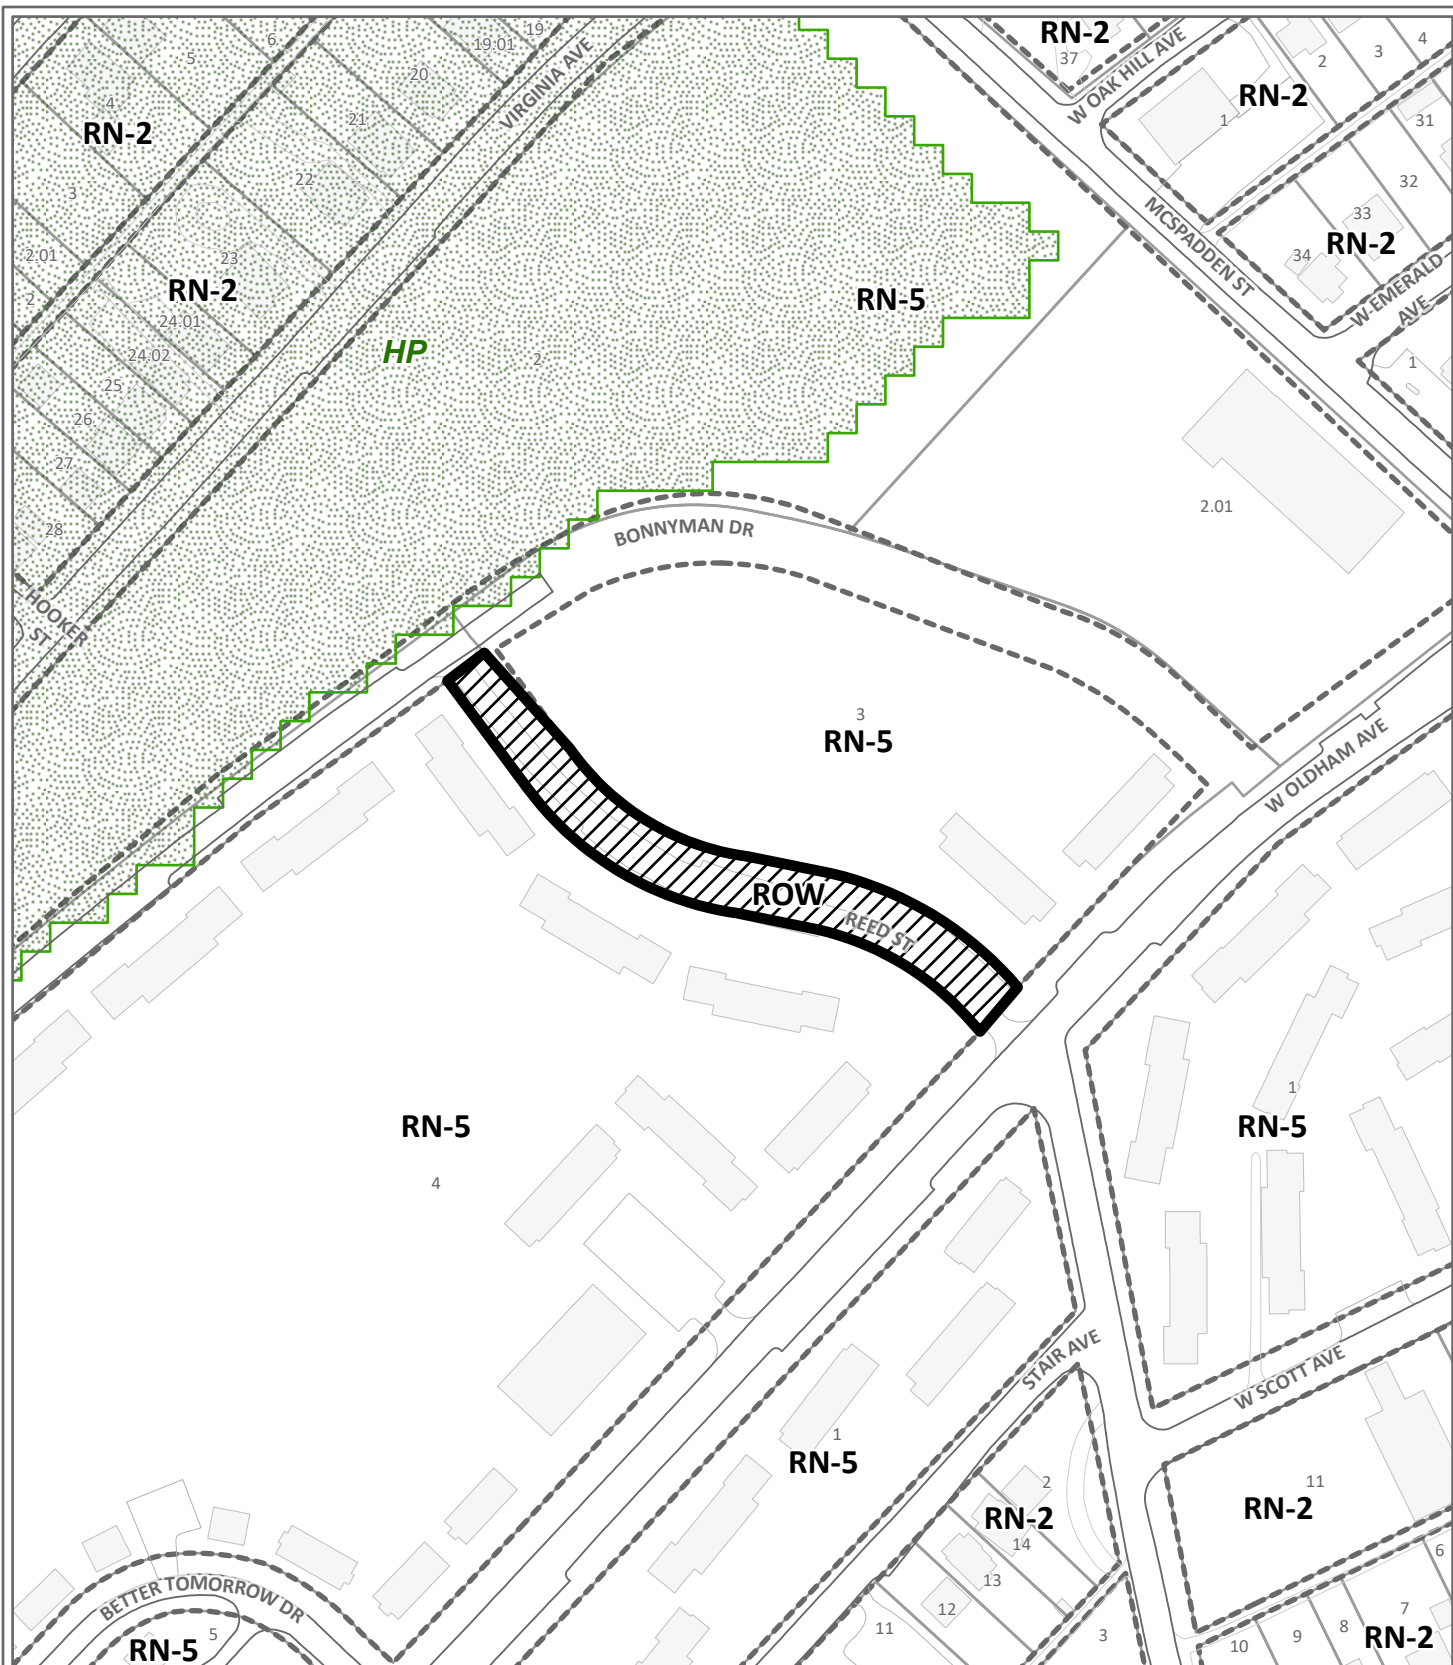 19
RN-2
4
6
19.01
37
W OAK HILL AVE
3
5
VIRGINIA AVE
2
20
RN-2
4
21
1
31
RN-2
22
32
3
MCSPADDEN ST
33
34
RN-2
2.01
23
RN-2
2
RN-5
W EMERALD
AVE
24.01
HP
24.02
2
1
25
26
27
2.01
28
BONNYMAN DR
HOOKER
ST
3
RN-5
W OLDHAM AVE
ROW
REED ST
1
RN-5
RN-5
4
STAIR AVE
W SCOTT AVE
1
RN-5
2
11
RN-2
RN-2
14
6
13
BETTER TOMORROW DR
12
7
11
8
5
3
9
RN-2
10
RN-5